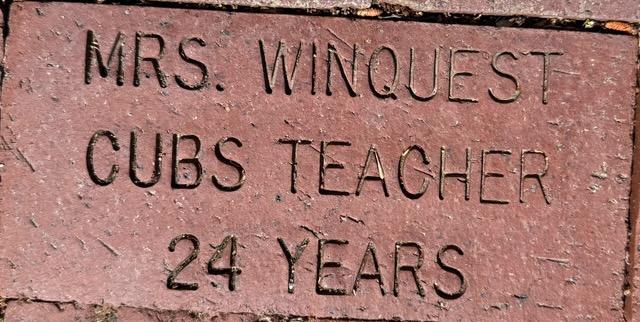 MRS. WINQUEST
CUBS TEACHER
24 YEARS